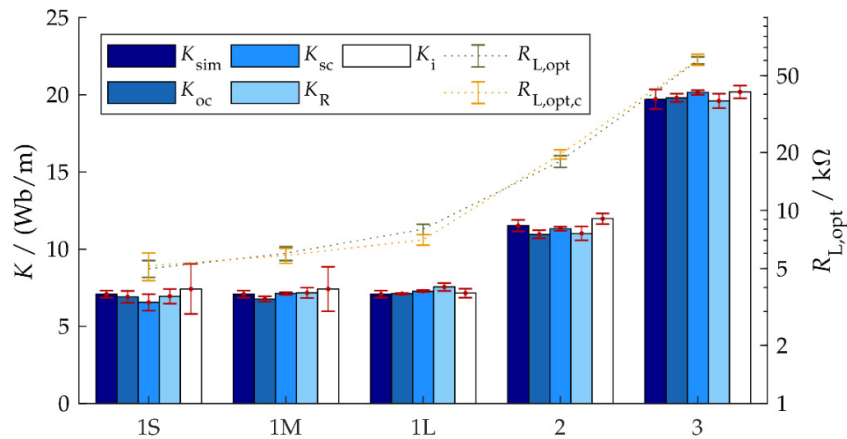 25
20
15
10
5
0
K / (Wb/m)
K_sim K_sc K_i R_L,opt
K_oc K_R R_L,opt,c
50
20
10
5
2
1
R_L,opt / kΩ
1S 1M 1L 2 3